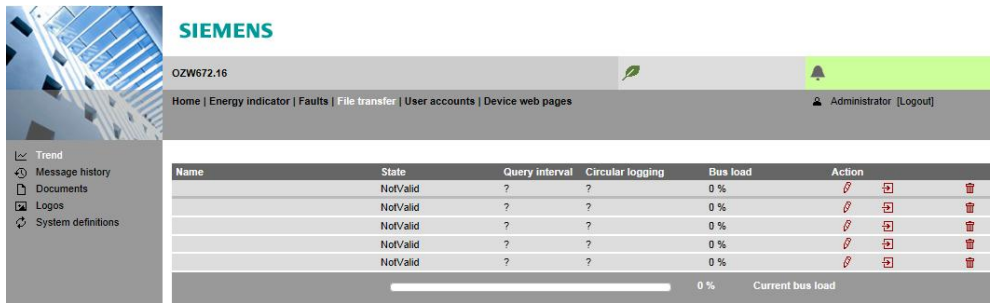 SIEMENS
OZW672.16
Home | Energy indicator | Faults | File transfer | User accounts | Device web pages
Administrator [Logout]
Trend
Message history
Documents
Logos
System definitions
Name State Query interval Circular logging Bus load Action
NotValid ? ? 0 %
NotValid ? ? 0 %
NotValid ? ? 0 %
NotValid ? ? 0 %
NotValid ? ? 0 %
0 % Current bus load